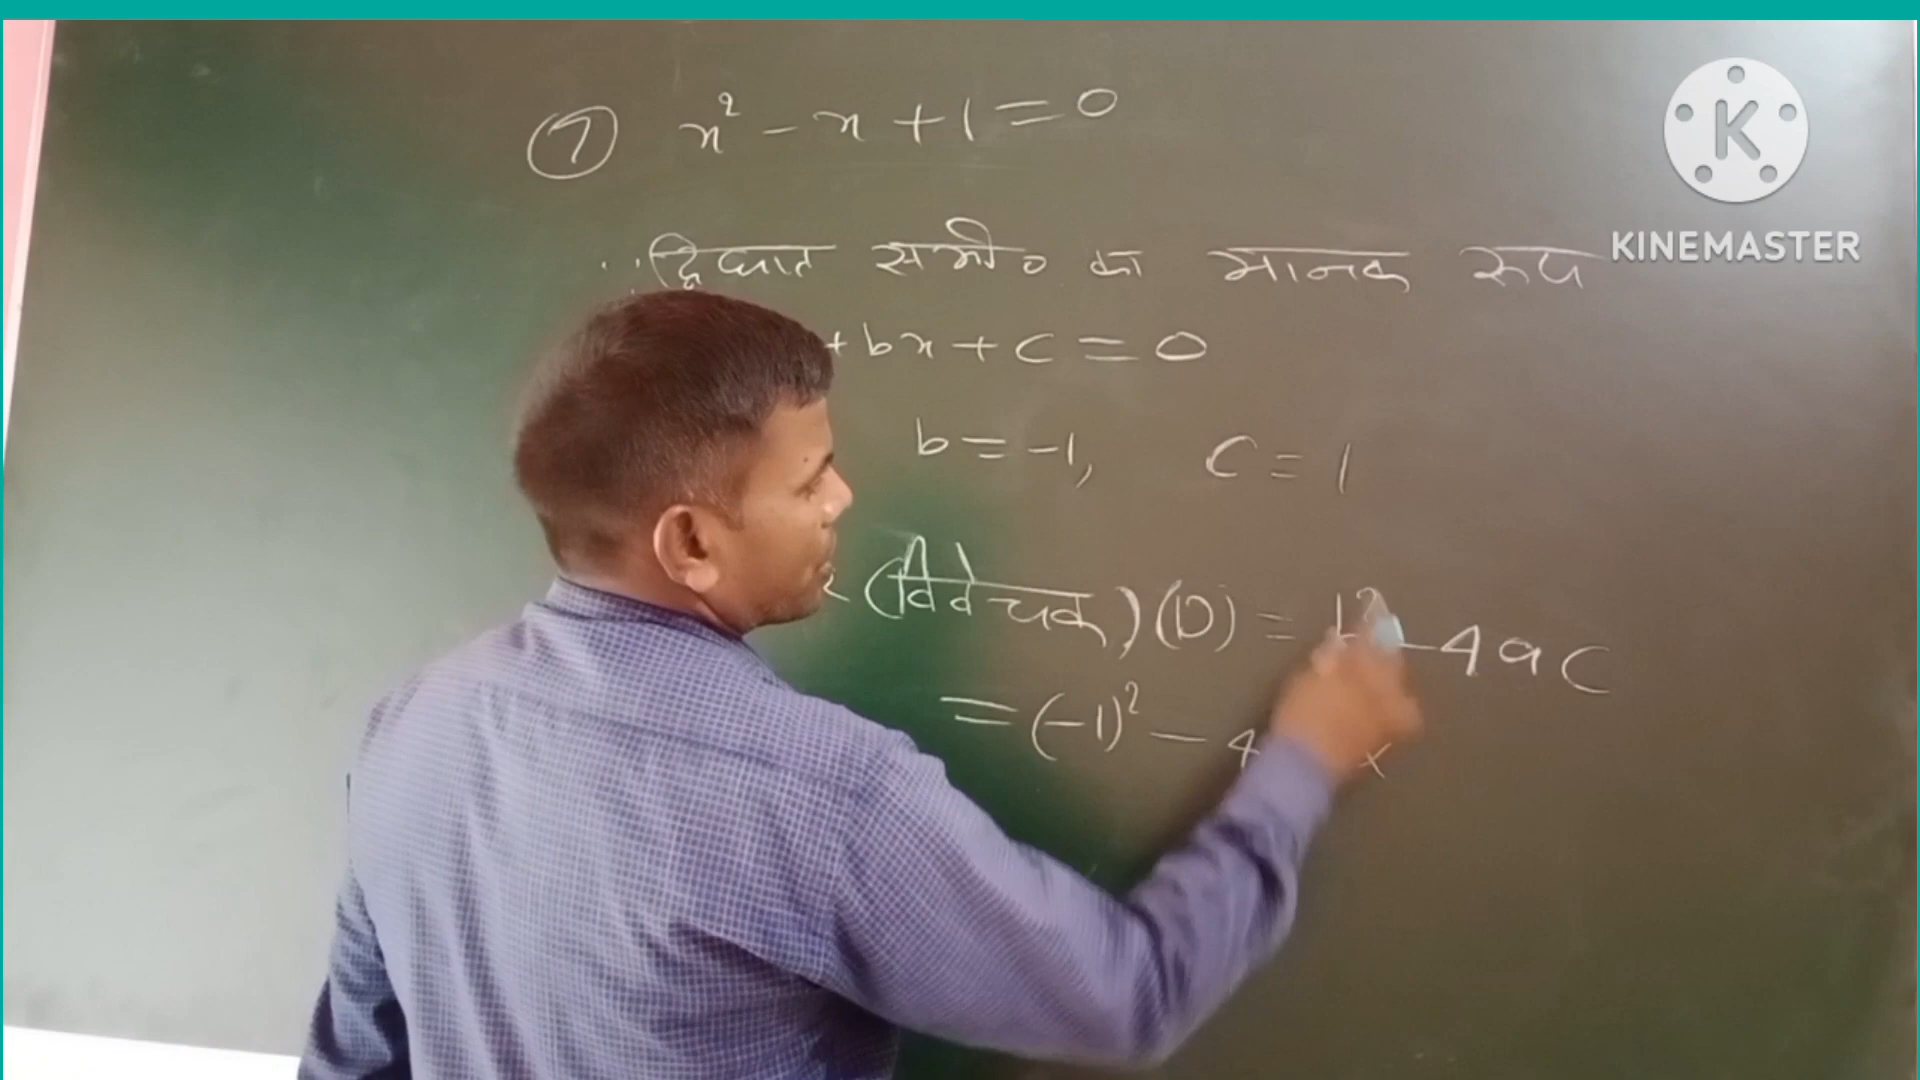 ⑦ x² - x + 1 = 0
∵ द्विघात समी० का मानक रूप
+ bx + c = 0
b = -1, c = 1
(विवेचक) (D) = b² - 4ac
= (-1)² - 4 ×
K
KINEMASTER